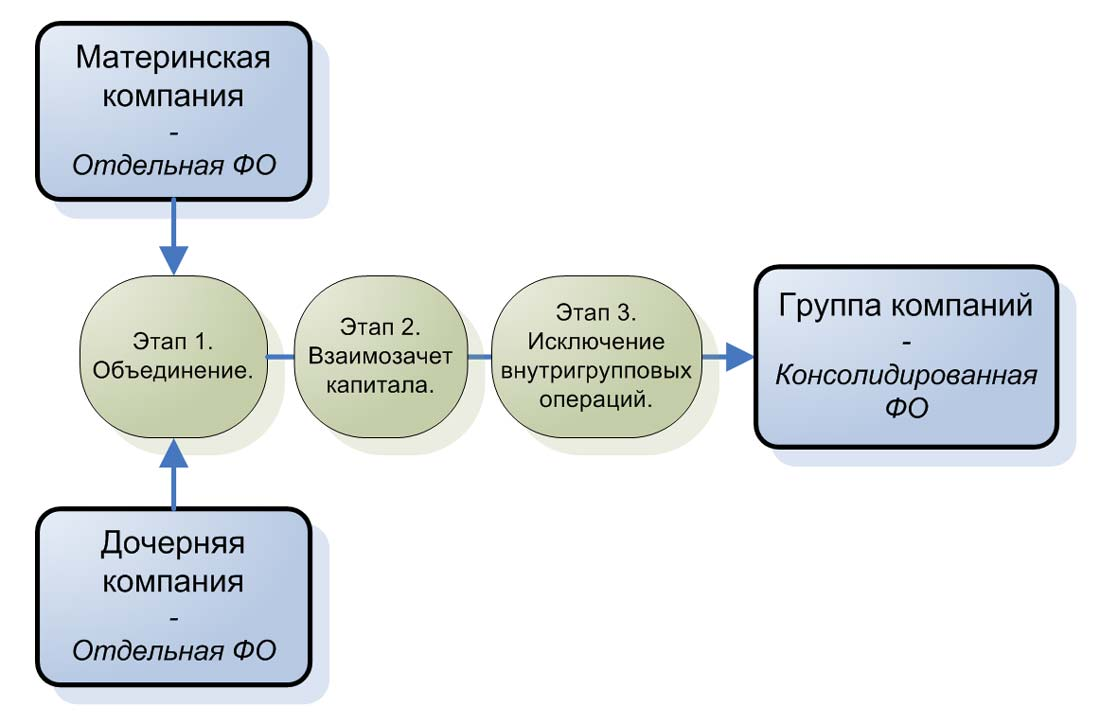 Материнская
компания
-
Отдельная ФО
Этап 1.
Объединение.
Этап 2.
Взаимозачет
капитала.
Этап 3.
Исключение
внутригрупповых
операций.
Группа компаний
-
Консолидированная
ФО
Дочерняя
компания
-
Отдельная ФО